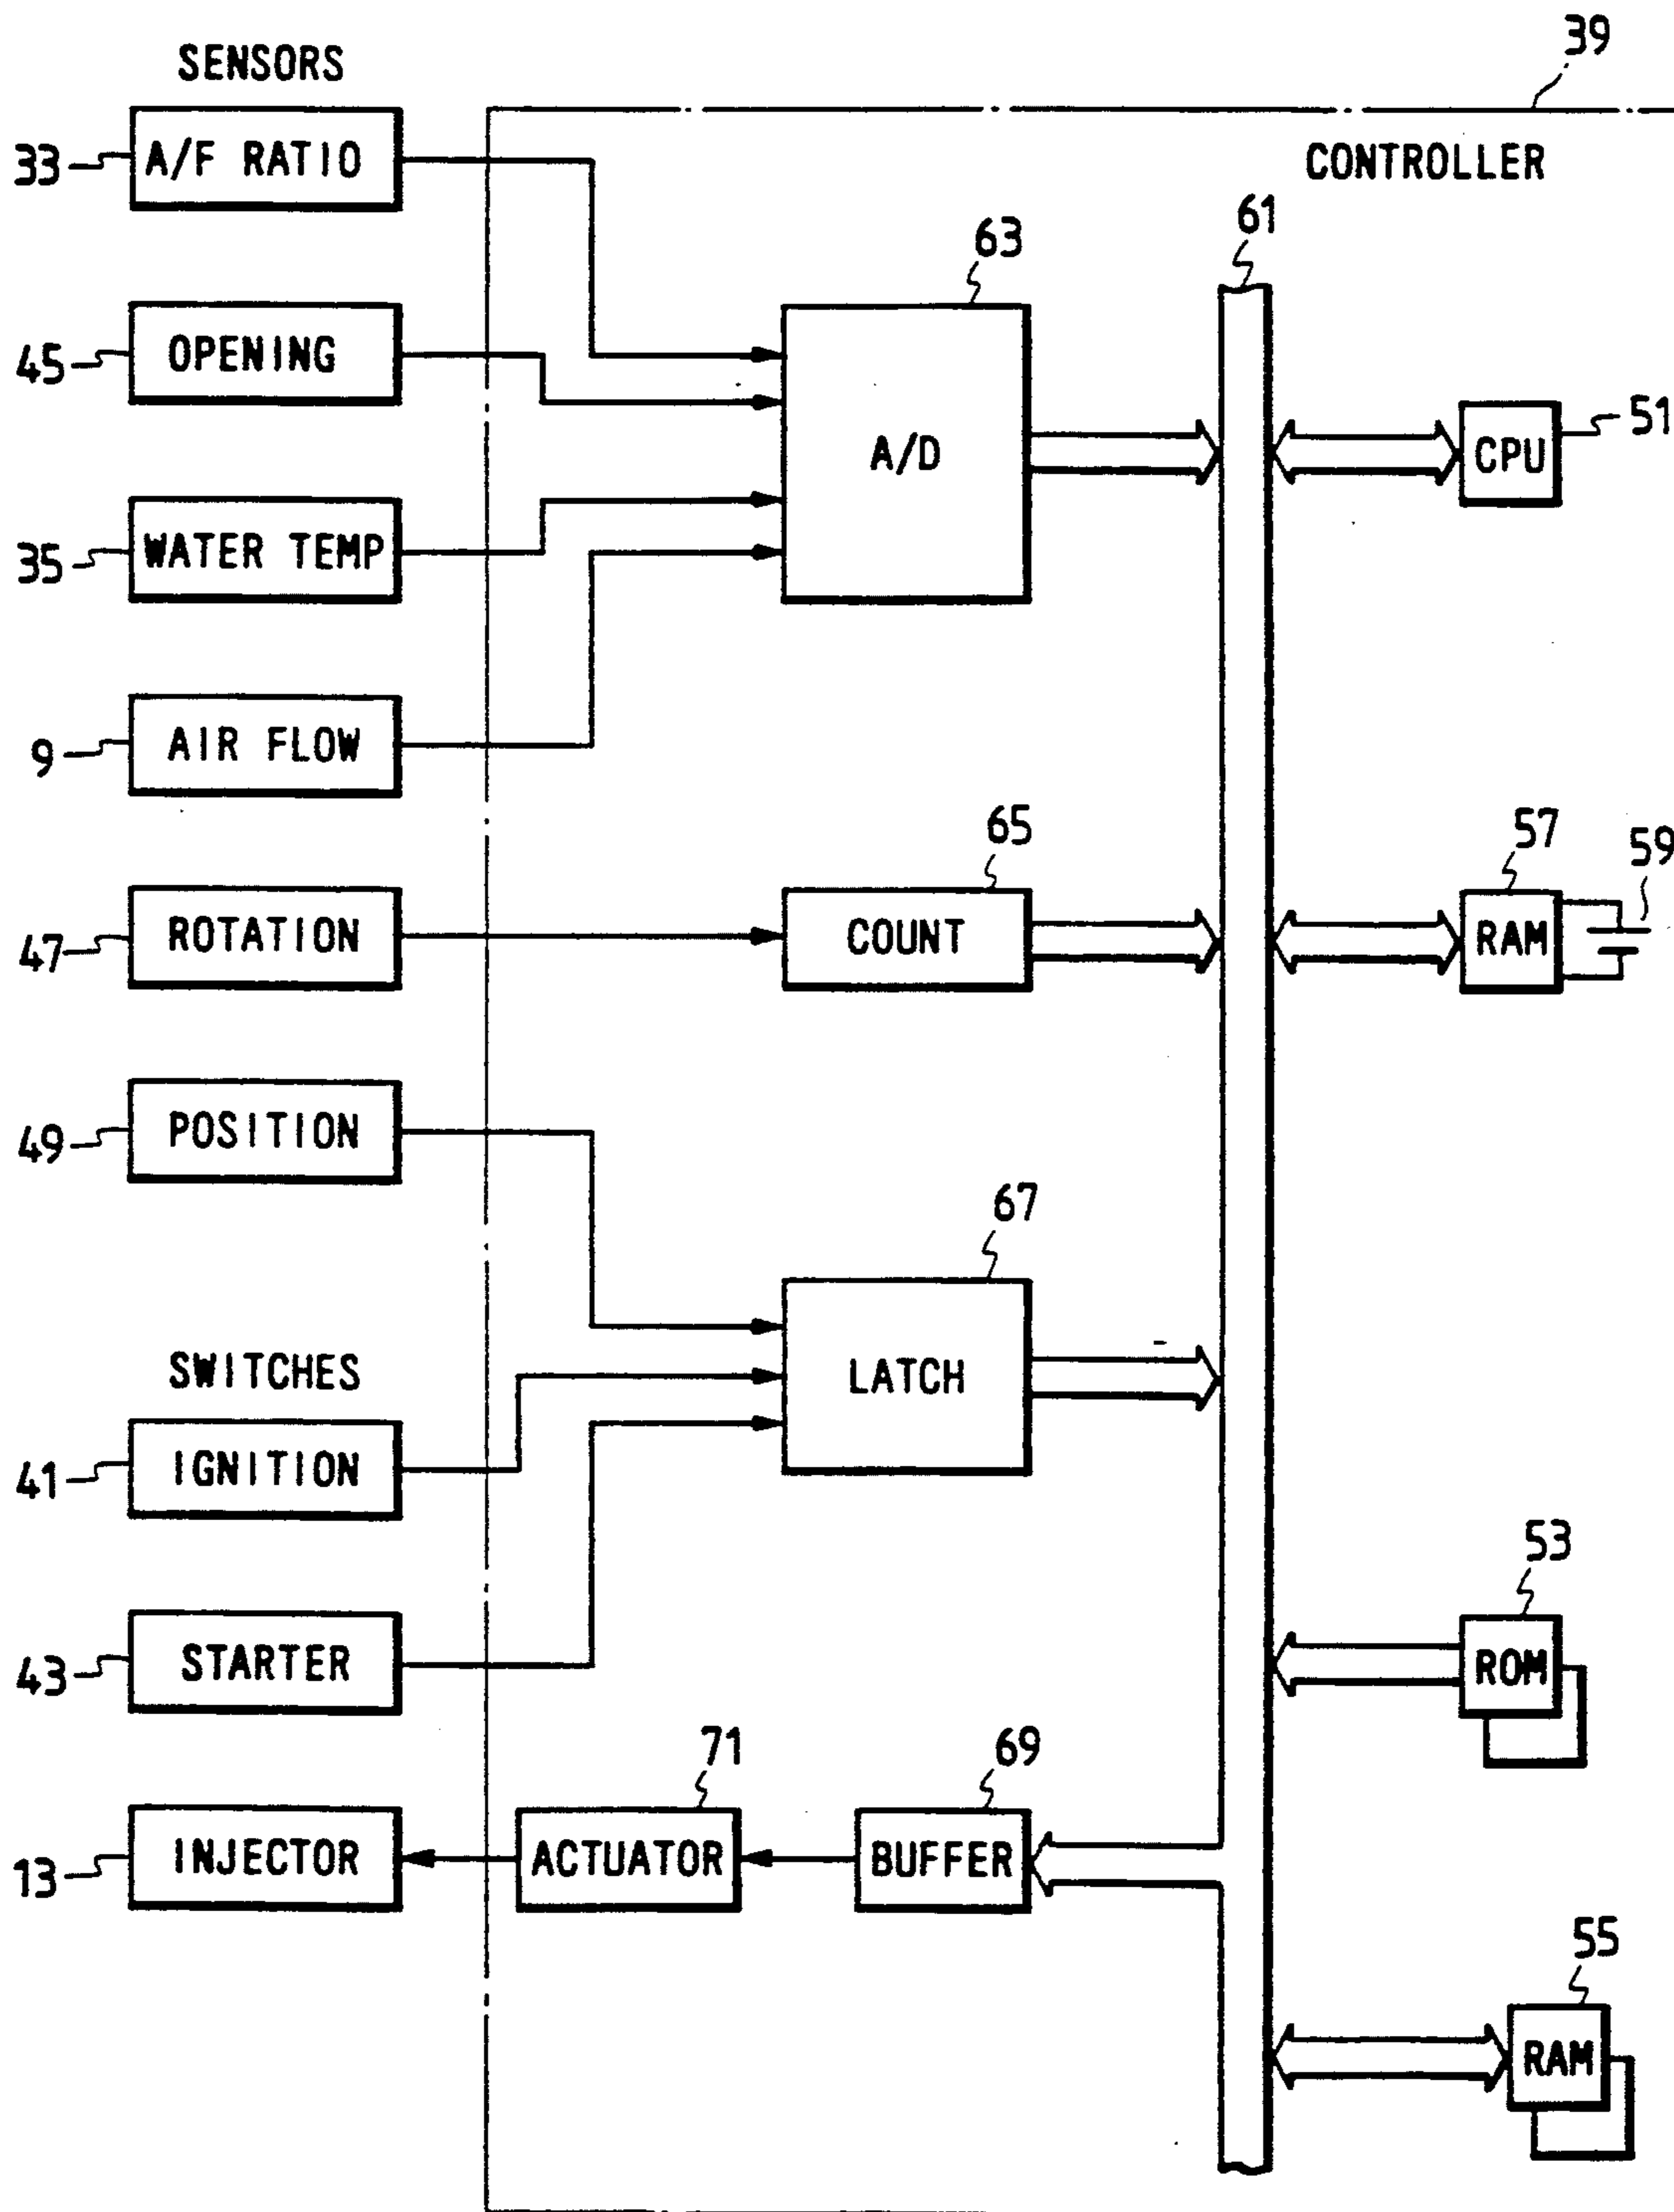 39
SENSORS
CONTROLLER
33 A/F RATIO
61
63
45 OPENING
A/D
CPU 51
35 WATER TEMP
9 AIR FLOW
65
57
59
47 ROTATION
COUNT
RAM
49 POSITION
67
SWITCHES
LATCH
41 IGNITION
53
43 STARTER
ROM
71
69
13 INJECTOR
ACTUATOR
BUFFER
55
RAM